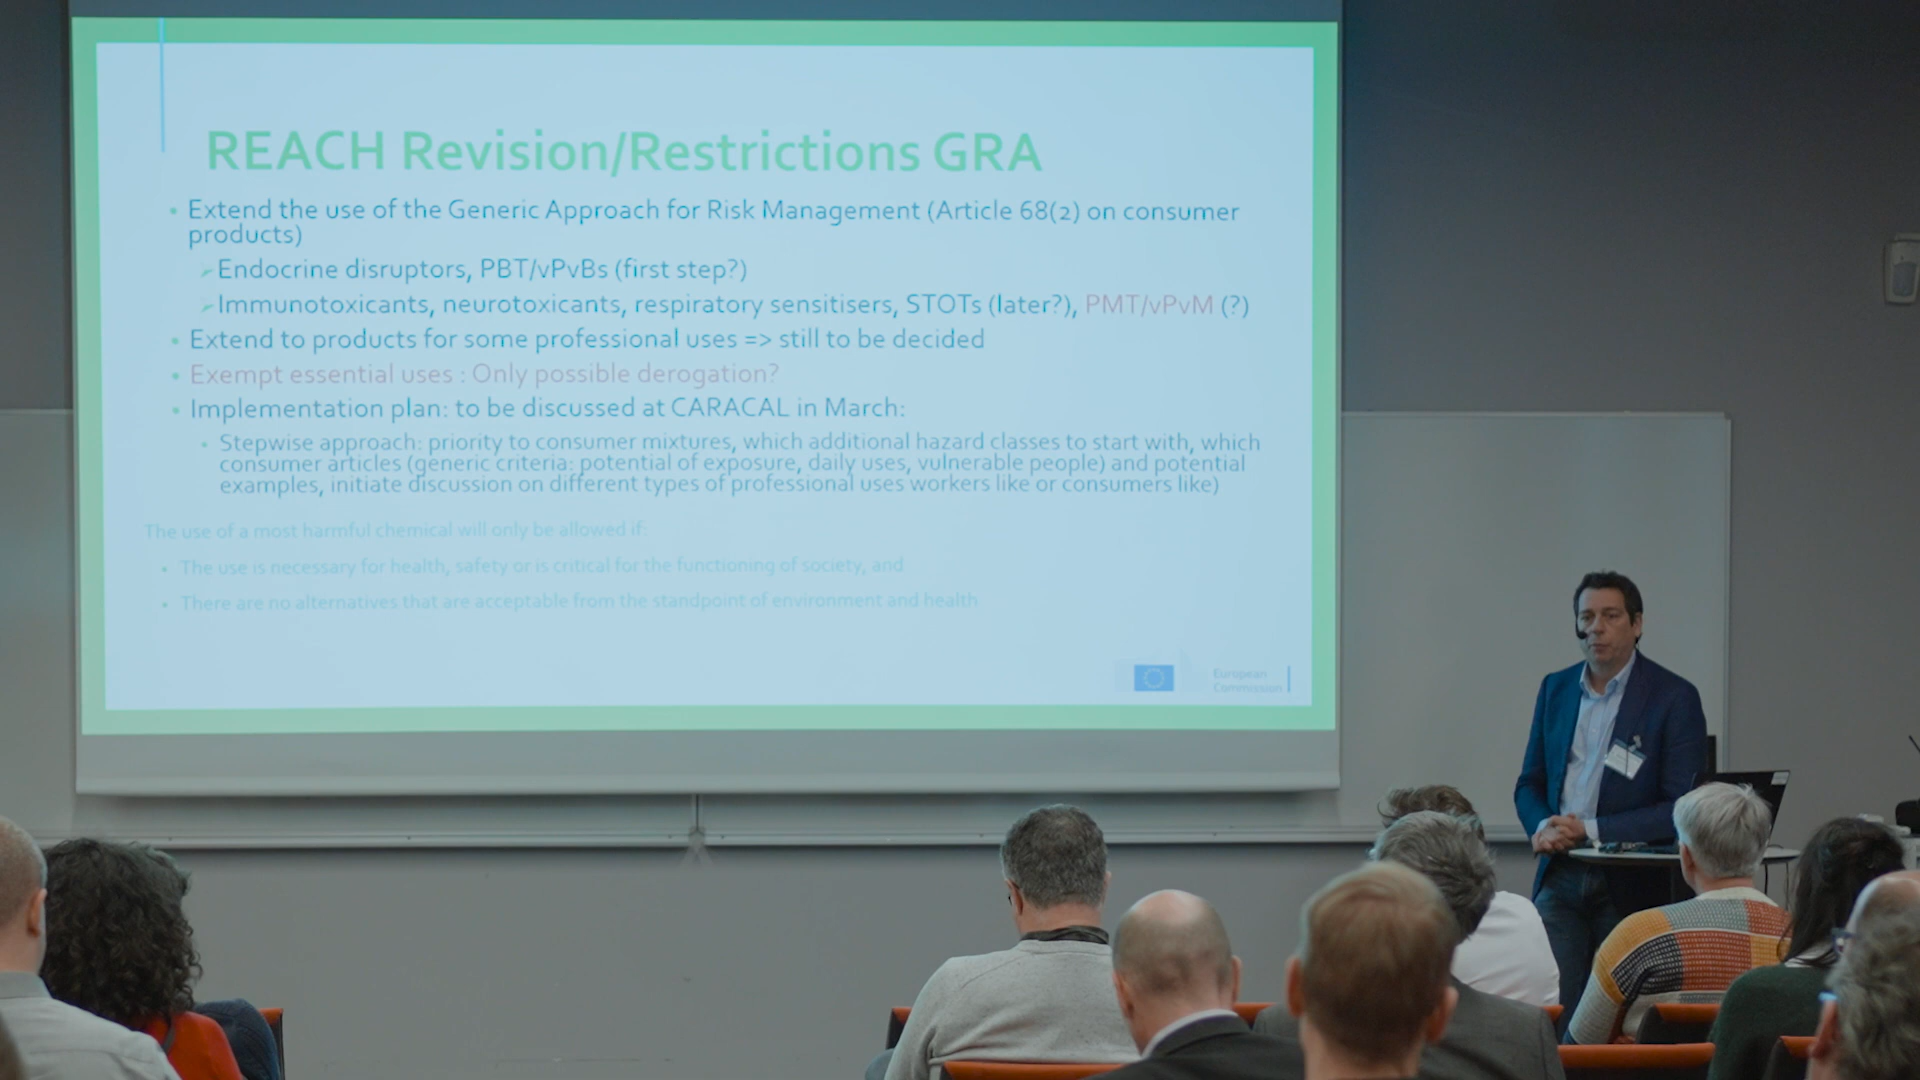 REACH Revision/Restrictions GRA
• Extend the use of the Generic Approach for Risk Management (Article 68(2) on consumer
products)
➢Endocrine disruptors, PBT/vPvBs (first step?)
➢Immunotoxicants, neurotoxicants, respiratory sensitisers, STOTs (later?), PMT/vPvM (?)
• Extend to products for some professional uses => still to be decided
• Exempt essential uses : Only possible derogation?
• Implementation plan: to be discussed at CARACAL in March:
• Stepwise approach: priority to consumer mixtures, which additional hazard classes to start with, which
consumer articles (generic criteria: potential of exposure, daily uses, vulnerable people) and potential
examples, initiate discussion on different types of professional uses workers like or consumers like)
The use of a most harmful chemical will only be allowed if:
• The use is necessary for health, safety or is critical for the functioning of society, and
• There are no alternatives that are acceptable from the standpoint of environment and health
European
Commission